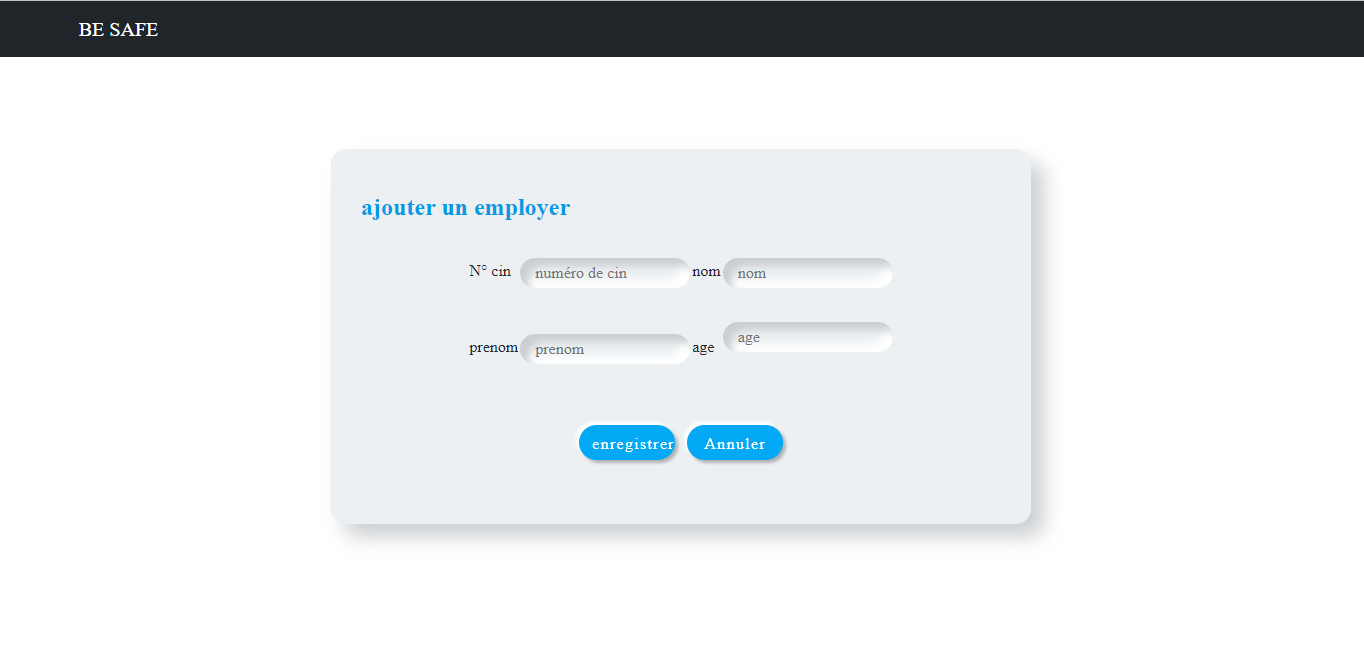 BE SAFE
ajouter un employer
N° cin numéro de cin nom nom
prenom prenom age age
enregistrer Annuler